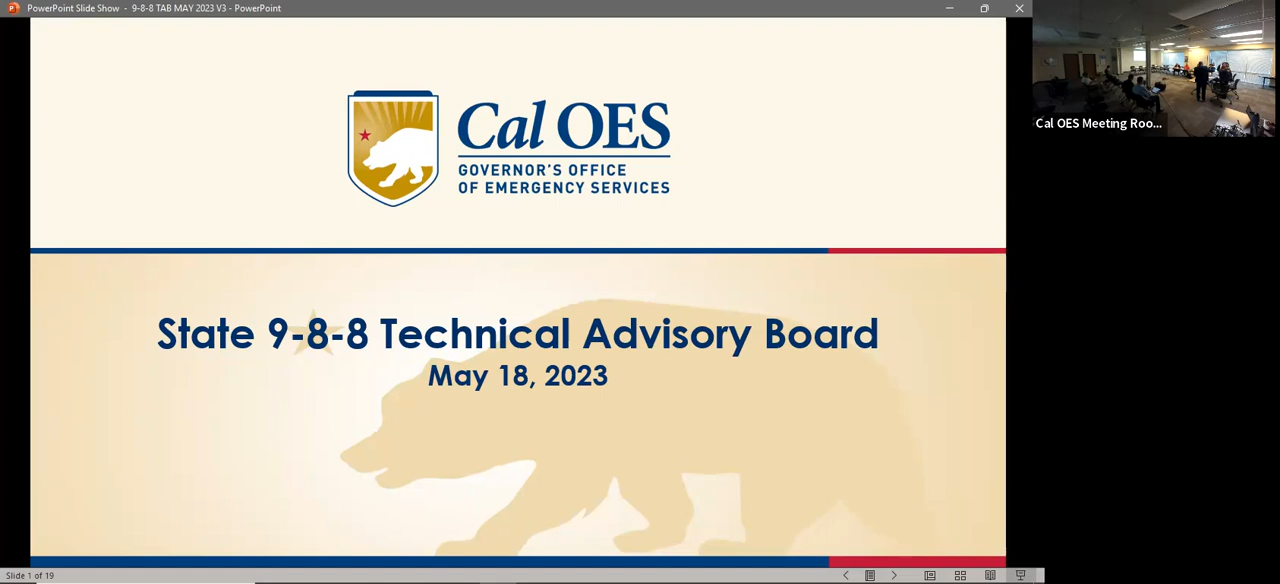 PowerPoint Slide Show - 9-8-8 TAB MAY 2023 V3 - PowerPoint
Cal OES Meeting Roo...
Cal OES
GOVERNOR'S OFFICE
OF EMERGENCY SERVICES
State 9-8-8 Technical Advisory Board
May 18, 2023
Slide 1 of 19